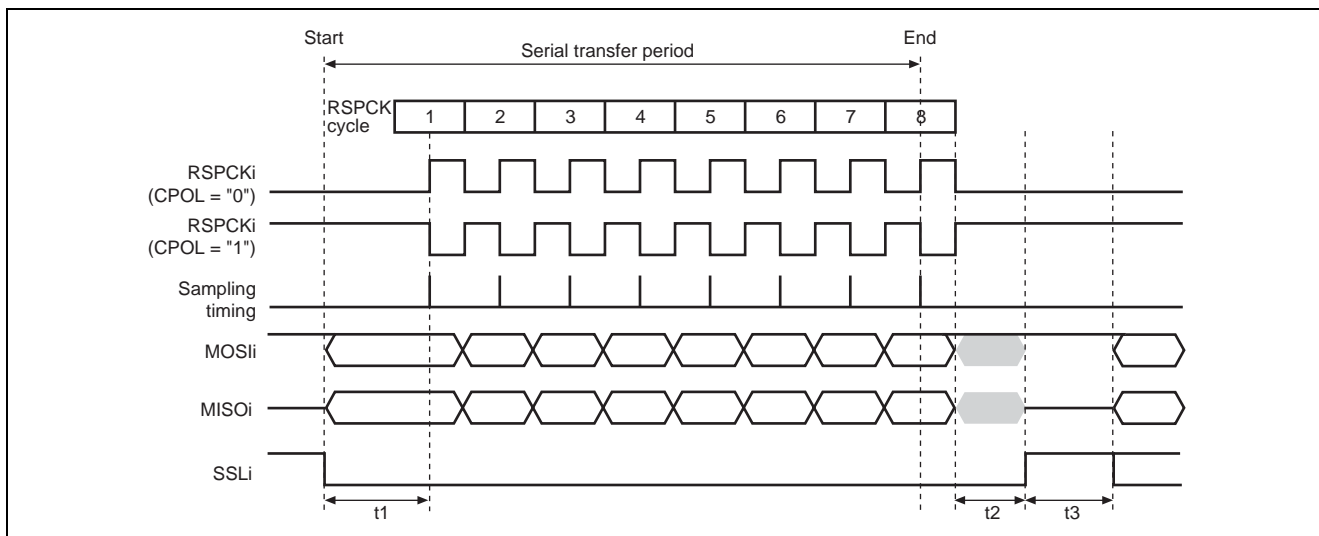 Start
End
Serial transfer period
RSPCK
cycle
1 2 3 4 5 6 7 8
RSPCKi
(CPOL = "0")
RSPCKi
(CPOL = "1")
Sampling
timing
MOSIi
MISOi
SSLi
t1
t2
t3